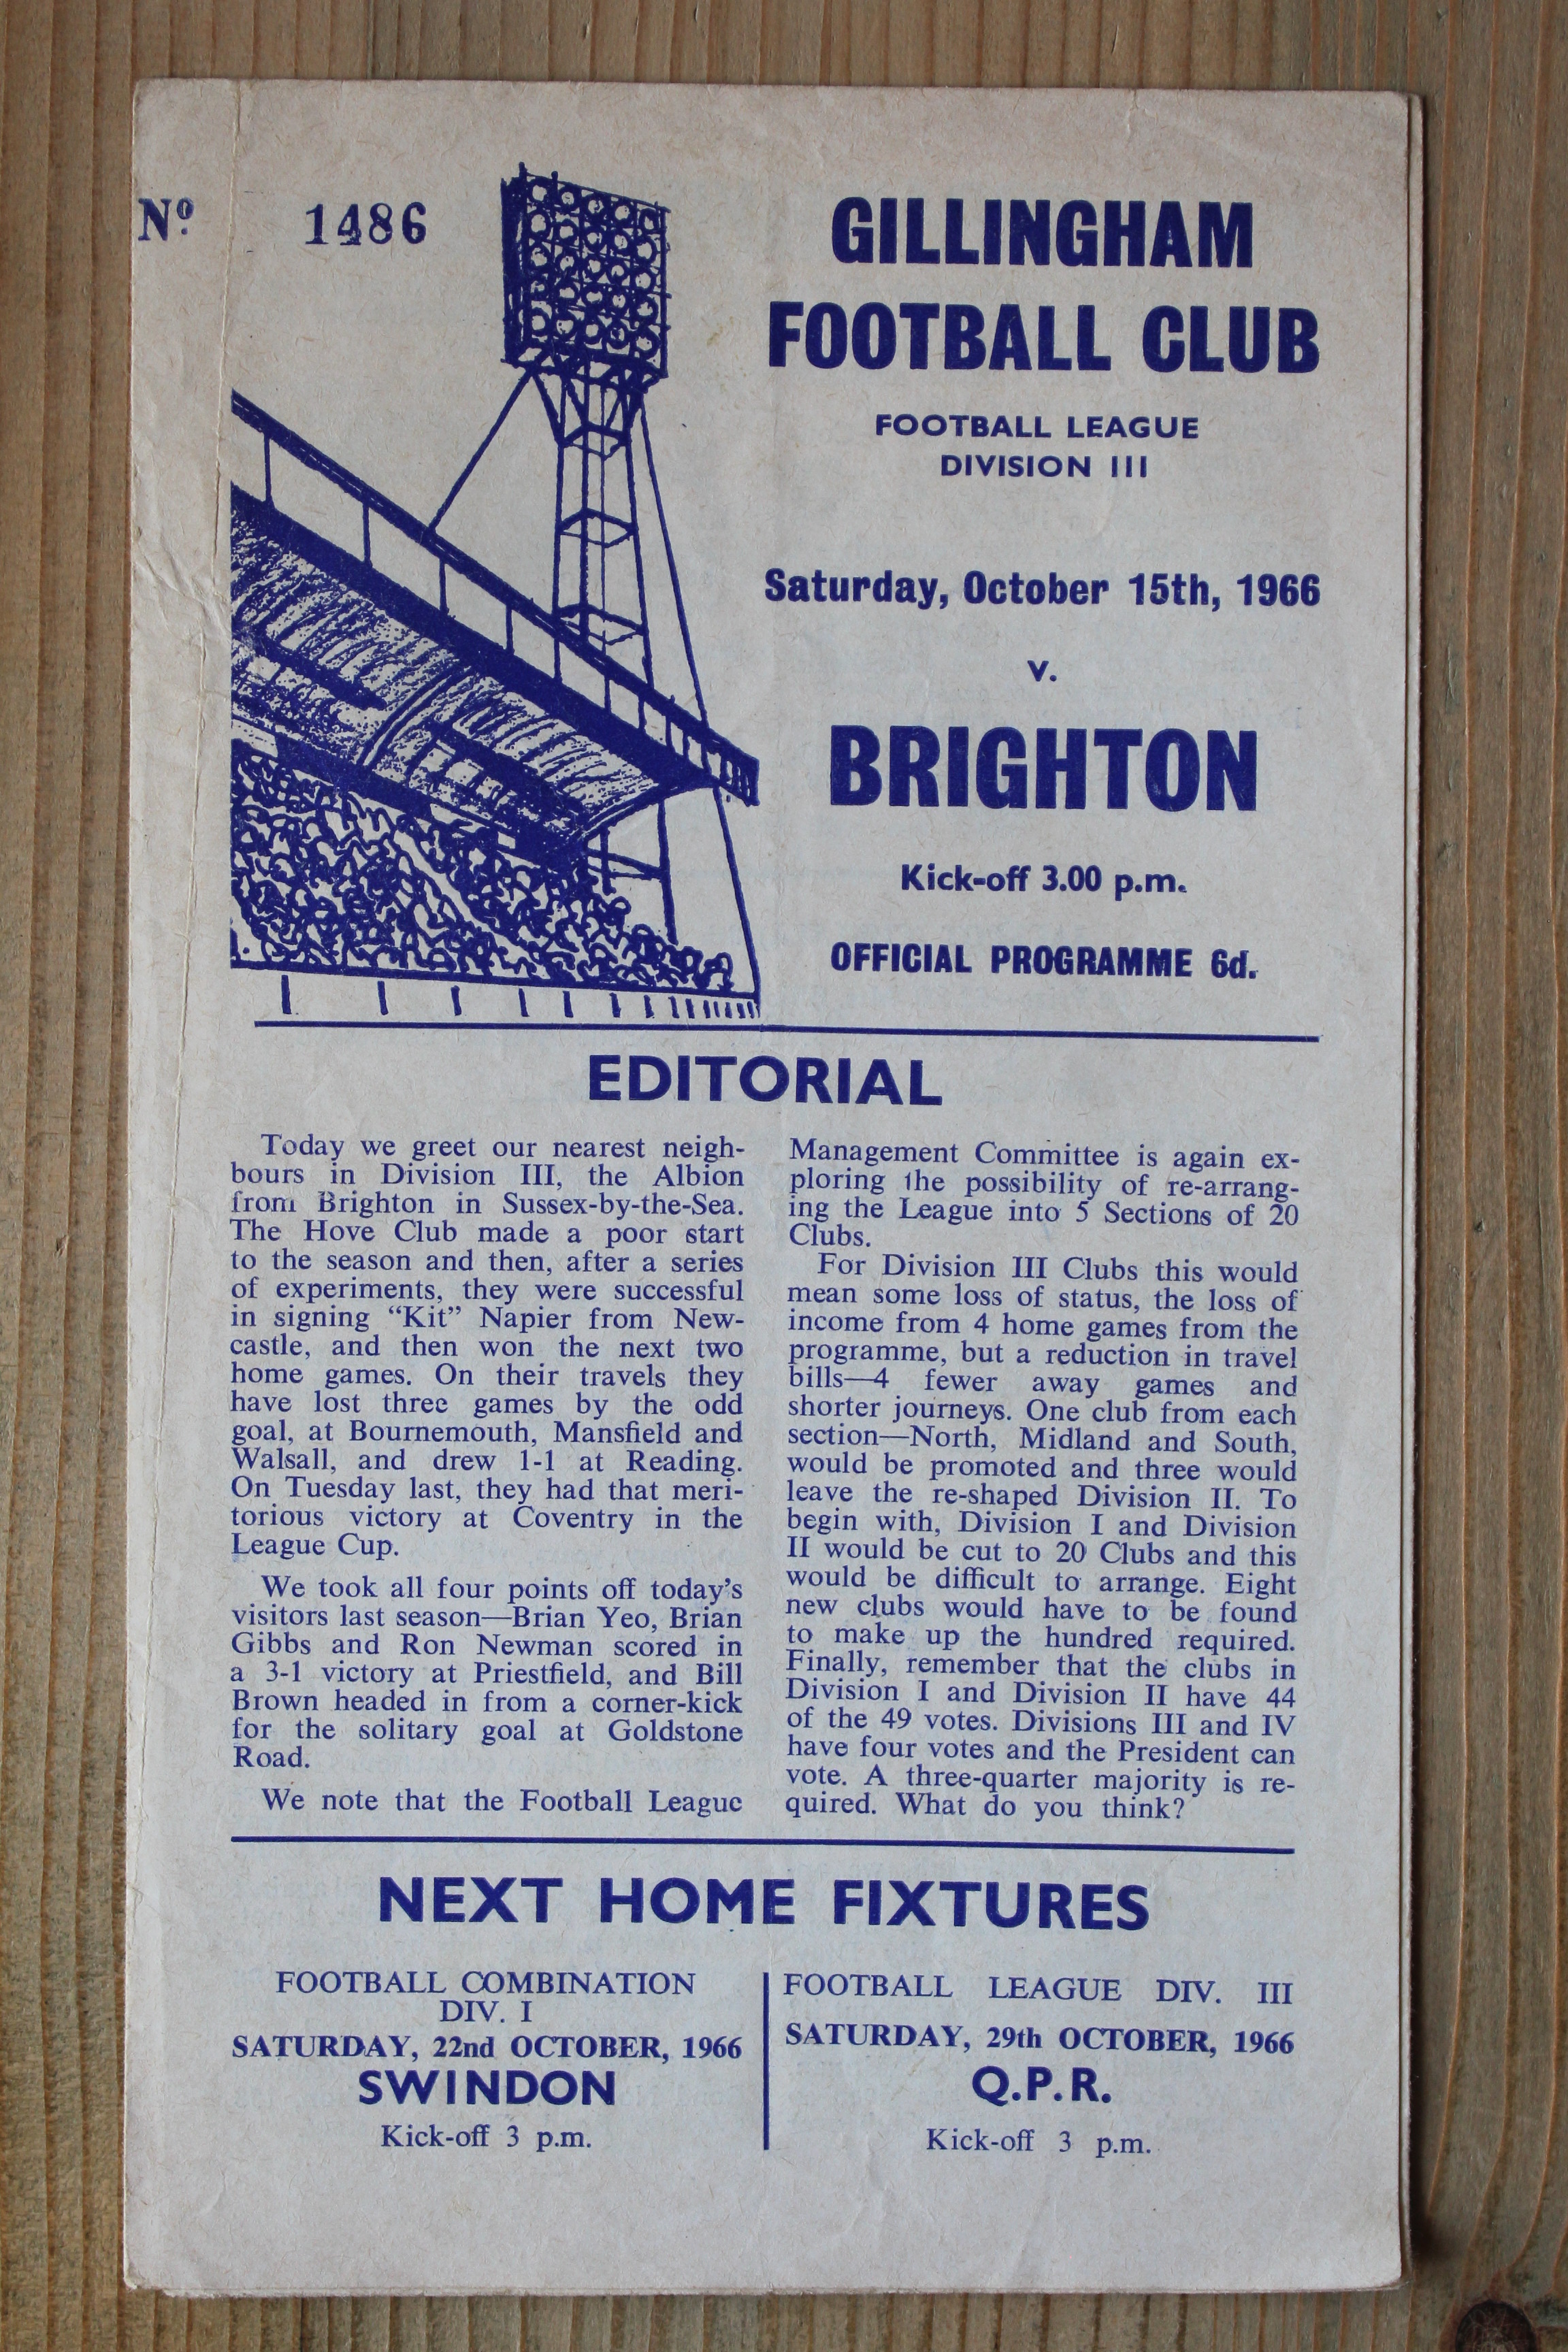 Nº 1486
GILLINGHAM
FOOTBALL CLUB
FOOTBALL LEAGUE
DIVISION III
Saturday, October 15th, 1966
v.
BRIGHTON
Kick-off 3.00 p.m.
OFFICIAL PROGRAMME 6d.
EDITORIAL
Today we greet our nearest neigh-
bours in Division III, the Albion
from Brighton in Sussex-by-the-Sea.
The Hove Club made a poor start
to the season and then, after a series
of experiments, they were successful
in signing “Kit” Napier from New-
castle, and then won the next two
home games. On their travels they
have lost three games by the odd
goal, at Bournemouth, Mansfield and
Walsall, and drew 1-1 at Reading.
On Tuesday last, they had that meri-
torious victory at Coventry in the
League Cup.
We took all four points off today’s
visitors last season—Brian Yeo, Brian
Gibbs and Ron Newman scored in
a 3-1 victory at Priestfield, and Bill
Brown headed in from a corner-kick
for the solitary goal at Goldstone
Road.
We note that the Football League
Management Committee is again ex-
ploring the possibility of re-arrang-
ing the League into 5 Sections of 20
Clubs.
For Division III Clubs this would
mean some loss of status, the loss of
income from 4 home games from the
programme, but a reduction in travel
bills—4 fewer away games and
shorter journeys. One club from each
section—North, Midland and South,
would be promoted and three would
leave the re-shaped Division II. To
begin with, Division I and Division
II would be cut to 20 Clubs and this
would be difficult to arrange. Eight
new clubs would have to be found
to make up the hundred required.
Finally, remember that the clubs in
Division I and Division II have 44
of the 49 votes. Divisions III and IV
have four votes and the President can
vote. A three-quarter majority is re-
quired. What do you think?
NEXT HOME FIXTURES
FOOTBALL COMBINATION
DIV. I
SATURDAY, 22nd OCTOBER, 1966
SWINDON
Kick-off 3 p.m.
FOOTBALL LEAGUE DIV. III
SATURDAY, 29th OCTOBER, 1966
Q.P.R.
Kick-off 3 p.m.